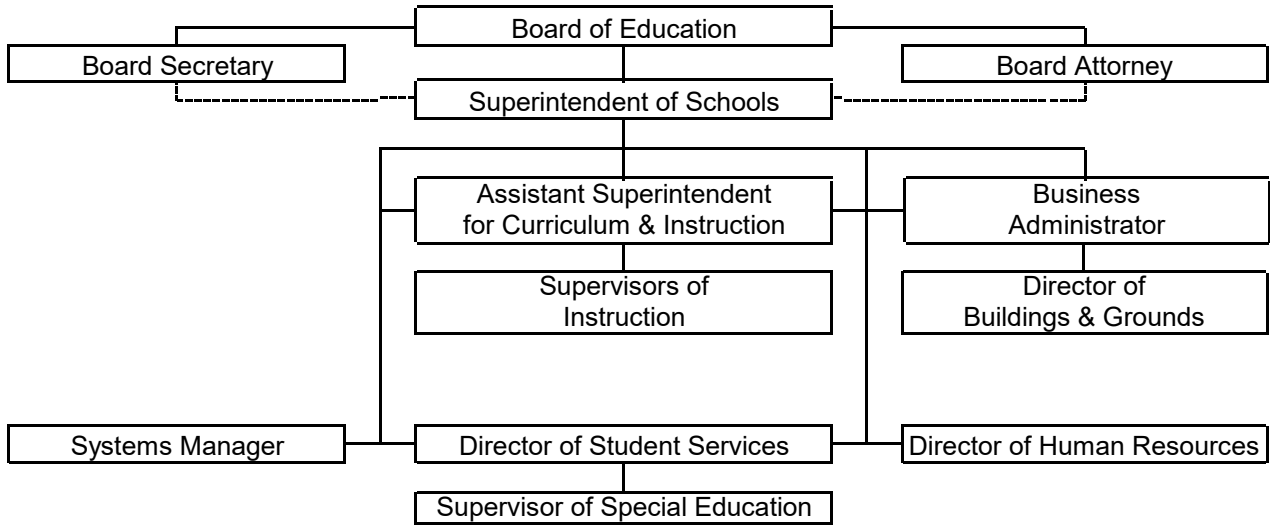 Board of Education
Board Secretary
Board Attorney
Superintendent of Schools
Assistant Superintendent
for Curriculum & Instruction
Business
Administrator
Supervisors of
Instruction
Director of
Buildings & Grounds
Systems Manager
Director of Student Services
Director of Human Resources
Supervisor of Special Education